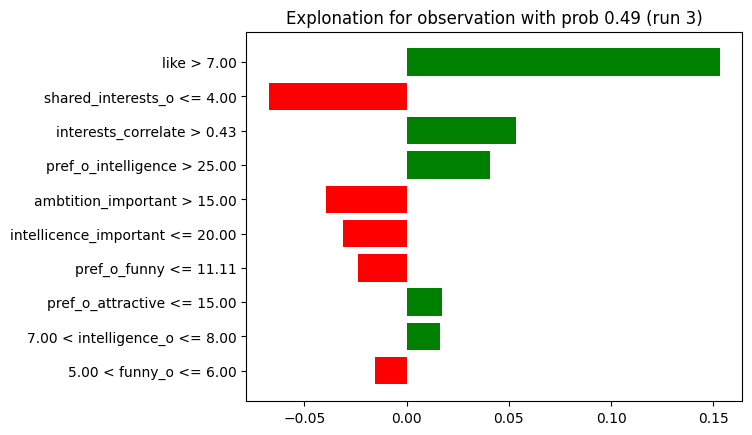 Explonation for observation with prob 0.49 (run 3)
like > 7.00
shared_interests_o <= 4.00
interests_correlate > 0.43
pref_o_intelligence > 25.00
ambtition_important > 15.00
intellicence_important <= 20.00
pref_o_funny <= 11.11
pref_o_attractive <= 15.00
7.00 < intelligence_o <= 8.00
5.00 < funny_o <= 6.00
−0.05 0.00 0.05 0.10 0.15